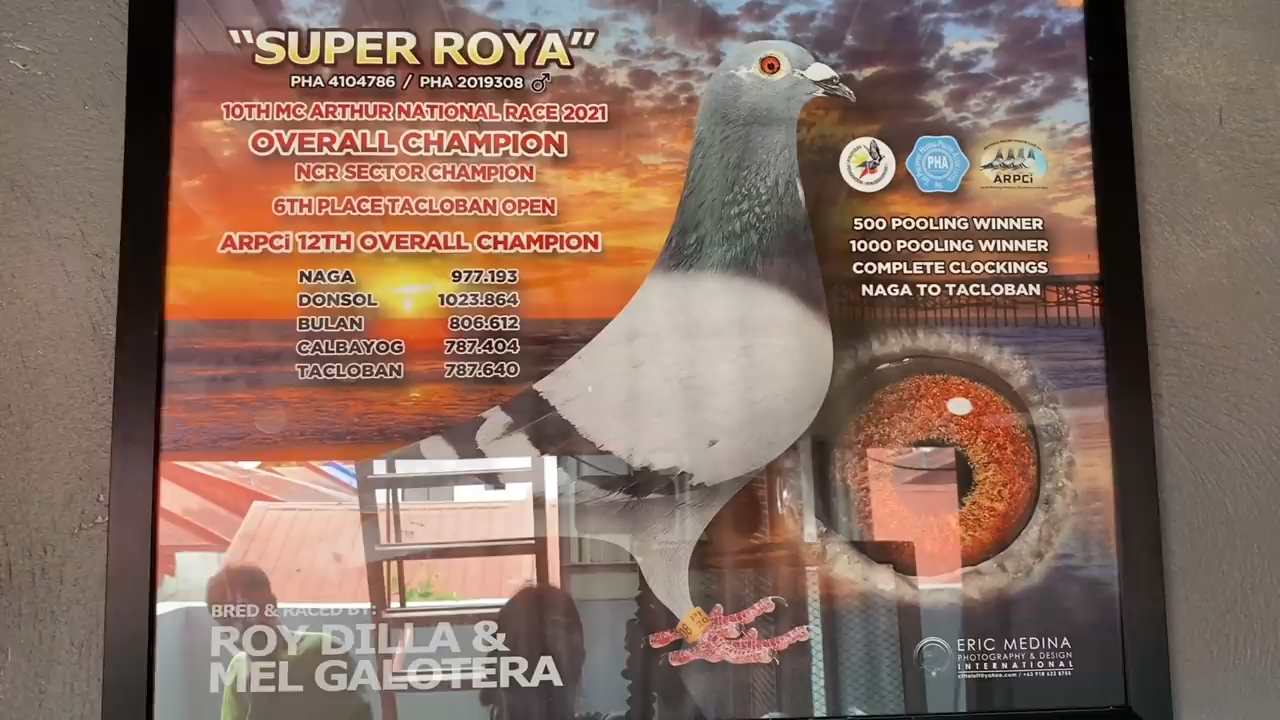 "SUPER ROYA"
PHA 4104786 / PHA 2019308 ♂
10TH MC ARTHUR NATIONAL RACE 2021
OVERALL CHAMPION
NCR SECTOR CHAMPION
6TH PLACE TACLOBAN OPEN
ARPCi 12TH OVERALL CHAMPION
NAGA 977.193
DONSOL 1023.864
BULAN 806.612
CALBAYOG 787.404
TACLOBAN 787.640
PHA
ARPCi
500 POOLING WINNER
1000 POOLING WINNER
COMPLETE CLOCKINGS
NAGA TO TACLOBAN
BRED & RACED BY:
ROY DILLA &
MEL GALOTERA
ERIC MEDINA
PHOTOGRAPHY & DESIGN
INTERNATIONAL